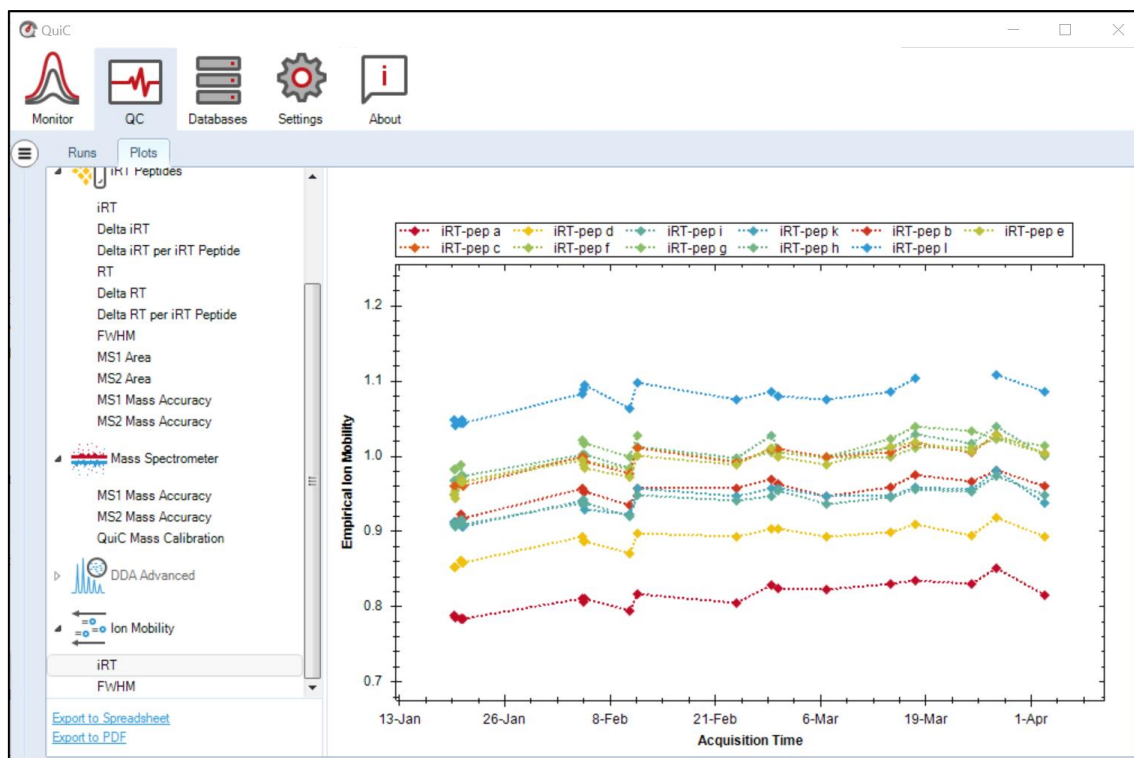 QuiC
Monitor QC Databases Settings About
Runs Plots
iRT Peptides
iRT
Delta iRT
Delta iRT per iRT Peptide
RT
Delta RT
Delta RT per iRT Peptide
FWHM
MS1 Area
MS2 Area
MS1 Mass Accuracy
MS2 Mass Accuracy
Mass Spectrometer
MS1 Mass Accuracy
MS2 Mass Accuracy
QuiC Mass Calibration
DDA Advanced
Ion Mobility
iRT
FWHM
Export to Spreadsheet
Export to PDF
iRT-pep a iRT-pep d iRT-pep i iRT-pep k iRT-pep b iRT-pep e
iRT-pep c iRT-pep f iRT-pep g iRT-pep h iRT-pep l
Empirical Ion Mobility
1.2
1.1
1.0
0.9
0.8
0.7
13-Jan 26-Jan 8-Feb 21-Feb 6-Mar 19-Mar 1-Apr
Acquisition Time